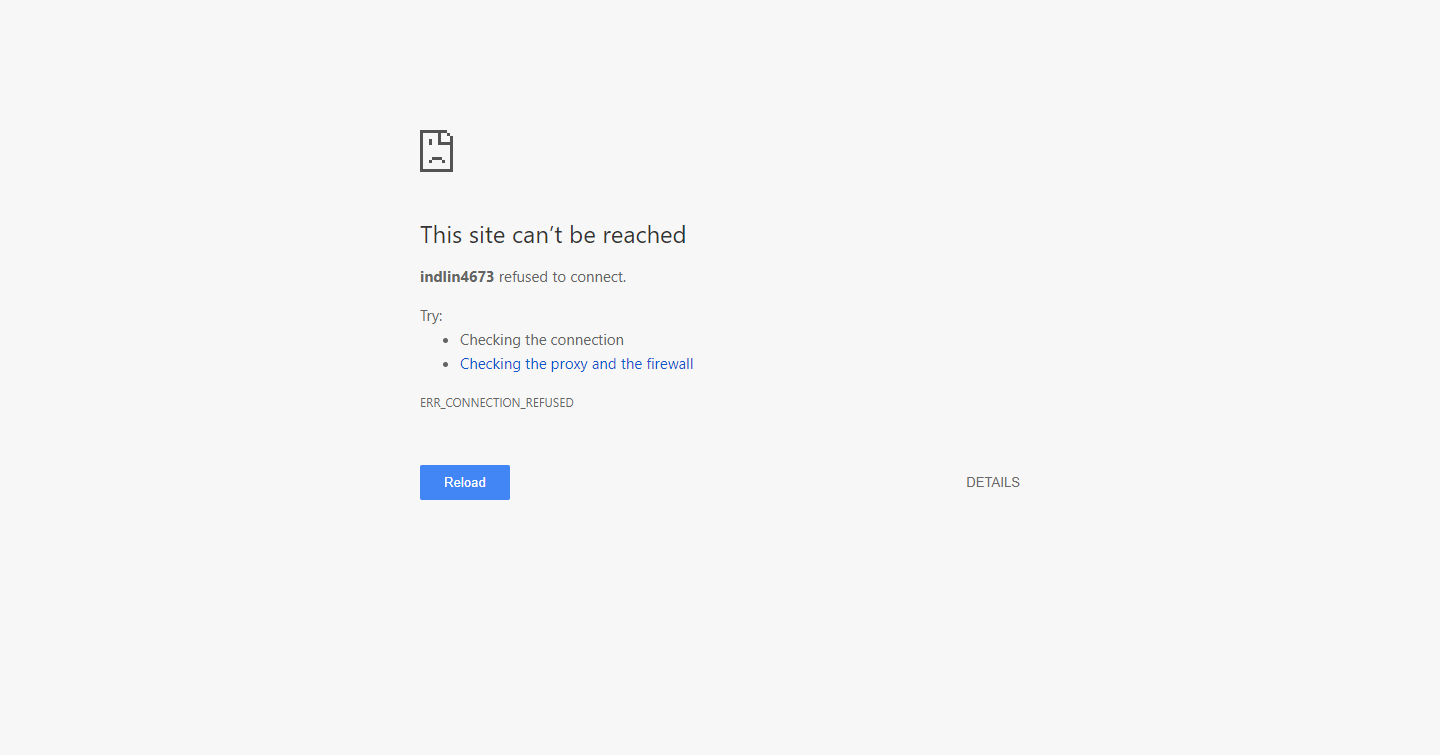 This site can’t be reached
indlin4673 refused to connect.
Try:
Checking the connection
Checking the proxy and the firewall
ERR_CONNECTION_REFUSED
Reload
DETAILS